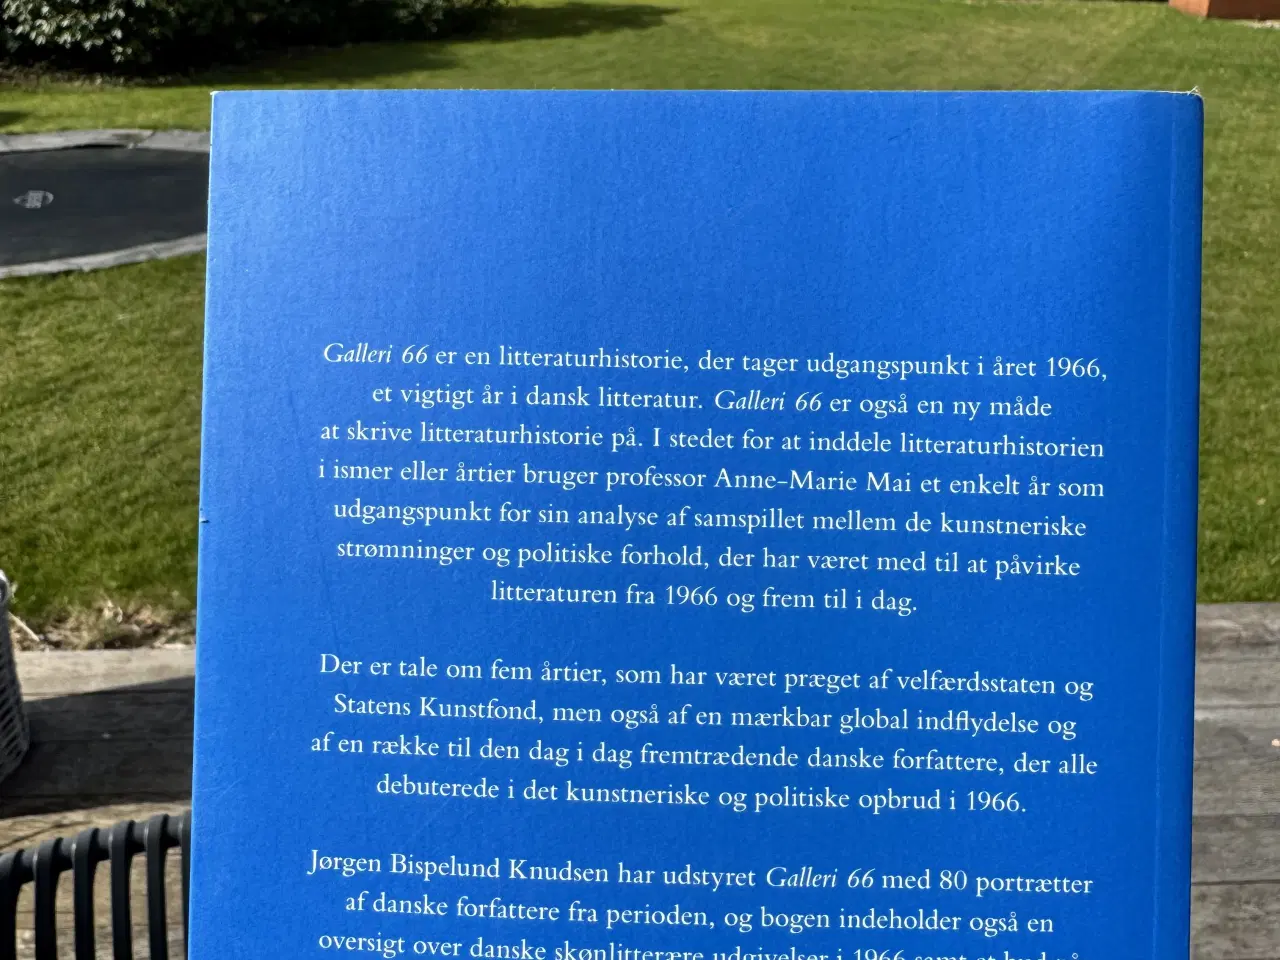 Galleri 66 er en litteraturhistorie, der tager udgangspunkt i året 1966,
et vigtigt år i dansk litteratur. Galleri 66 er også en ny måde
at skrive litteraturhistorie på. I stedet for at inddele litteraturhistorien
i ismer eller årtier bruger professor Anne-Marie Mai et enkelt år som
udgangspunkt for sin analyse af samspillet mellem de kunstneriske
strømninger og politiske forhold, der har været med til at påvirke
litteraturen fra 1966 og frem til i dag.
Der er tale om fem årtier, som har været præget af velfærdsstaten og
Statens Kunstfond, men også af en mærkbar global indflydelse og
af en række til den dag i dag fremtrædende danske forfattere, der alle
debuterede i det kunstneriske og politiske opbrud i 1966.
Jørgen Bispelund Knudsen har udstyret Galleri 66 med 80 portrætter
af danske forfattere fra perioden, og bogen indeholder også en
oversigt over danske skønlitterære udgivelser i 1966 samt et bud på